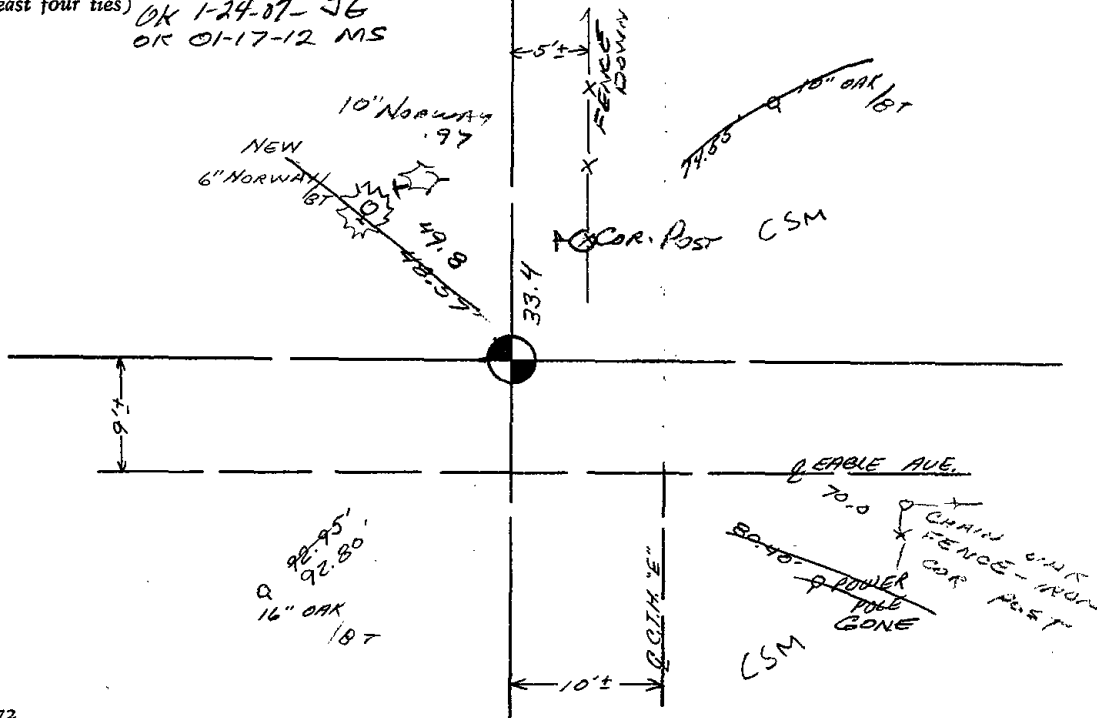 east four ties)
OK 1-24-07- JG
OK 01-17-12 MS
5'±
FENCE
DOWN
10" OAK
/BT
74.85
10" NORWAY
.97
NEW
6" NORWAY/
BT
49.8
48.57
COR. POST CSM
33.4
9'±
℄ EAGLE AVE.
70.0
CHAIN LINK
FENCE-IRON
COR POST
80.40'
POWER
POLE
GONE
CSM
92.95'
92.80'
16" OAK
/BT
℄ C.T.H. "E"
10'±
72